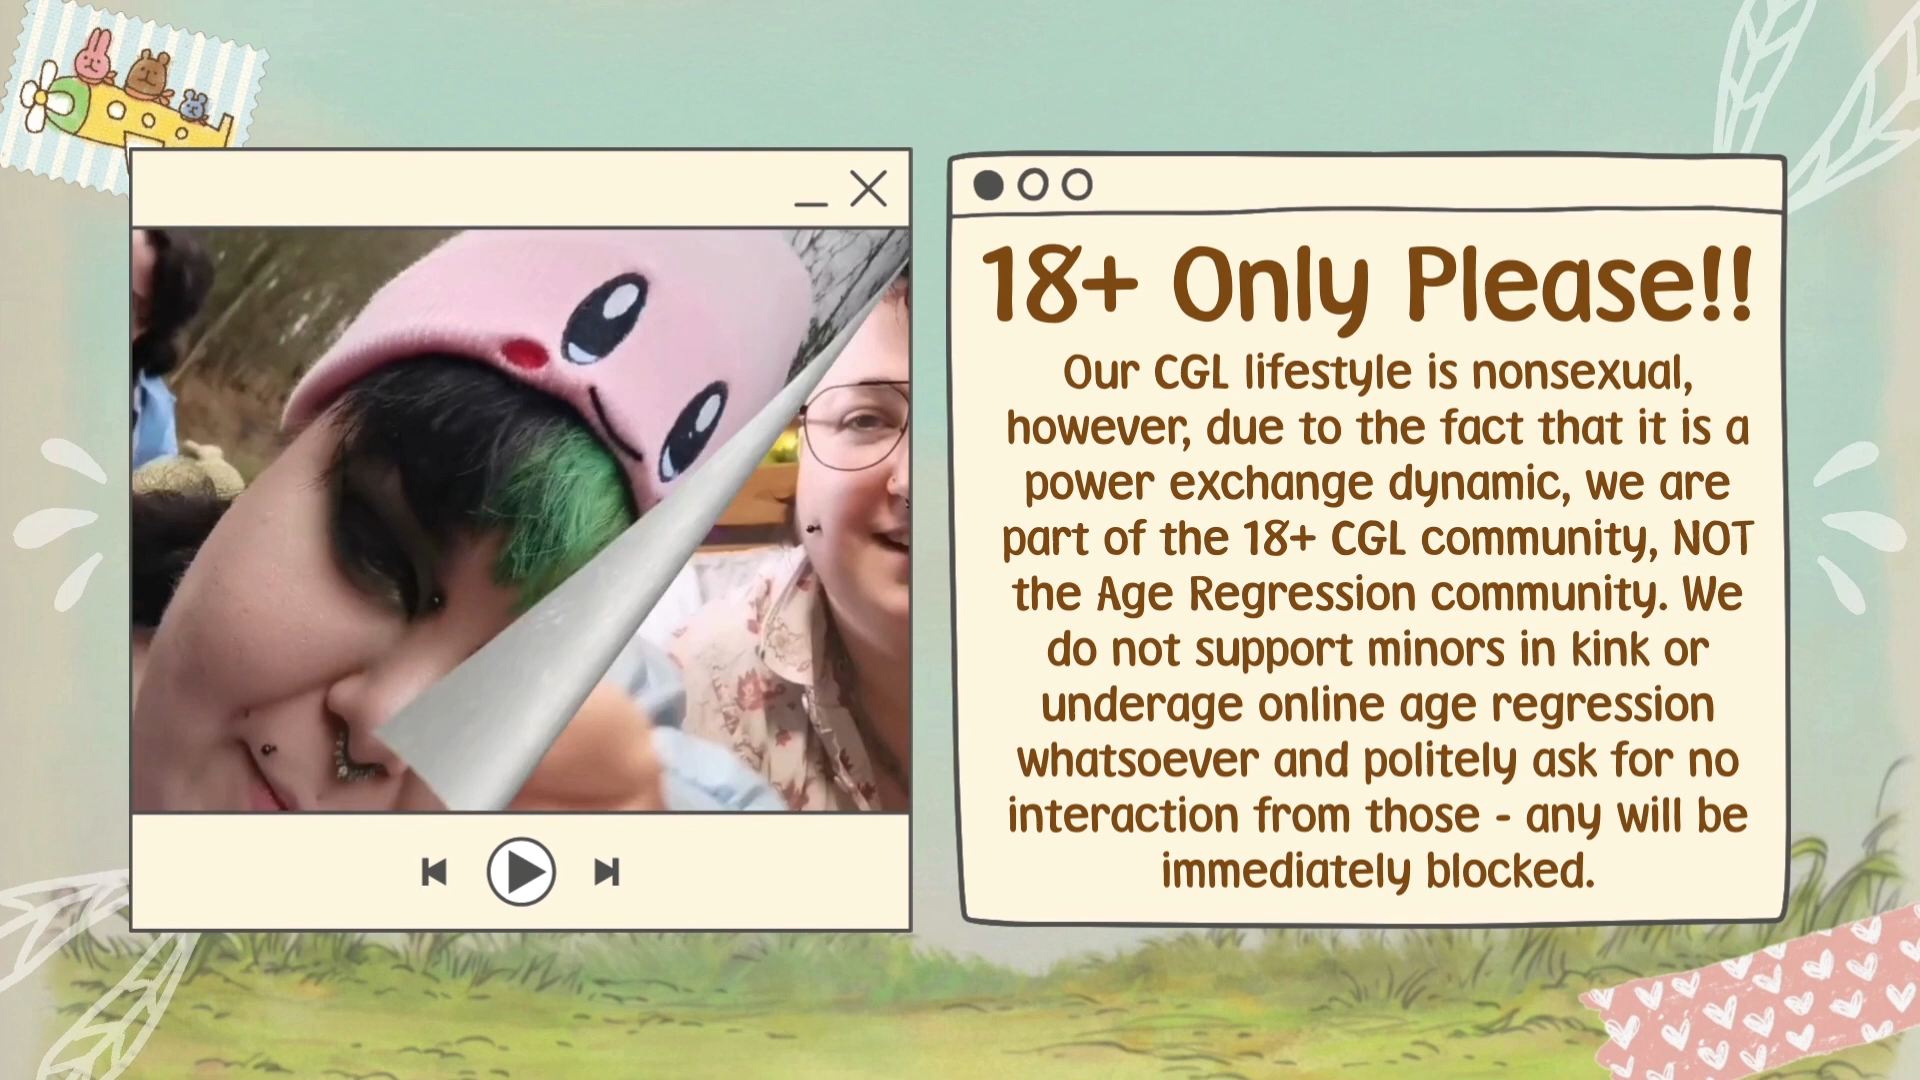 18+ Only Please!!
Our CGL lifestyle is nonsexual,
however, due to the fact that it is a
power exchange dynamic, we are
part of the 18+ CGL community, NOT
the Age Regression community. We
do not support minors in kink or
underage online age regression
whatsoever and politely ask for no
interaction from those - any will be
immediately blocked.